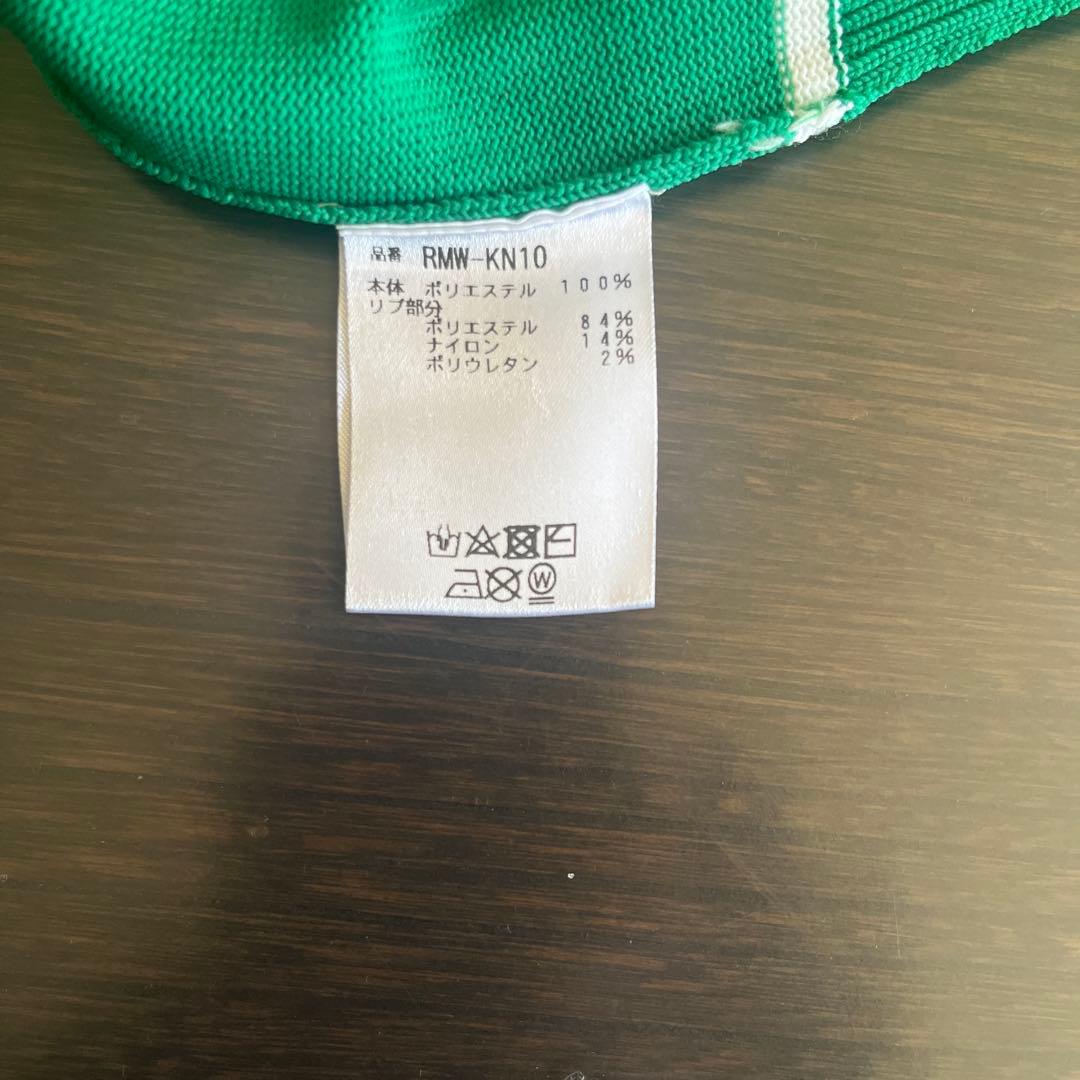 品番 RMW-KN10
本体 ポリエステル 100%
リブ部分
ポリエステル 84%
ナイロン 14%
ポリウレタン 2%
W